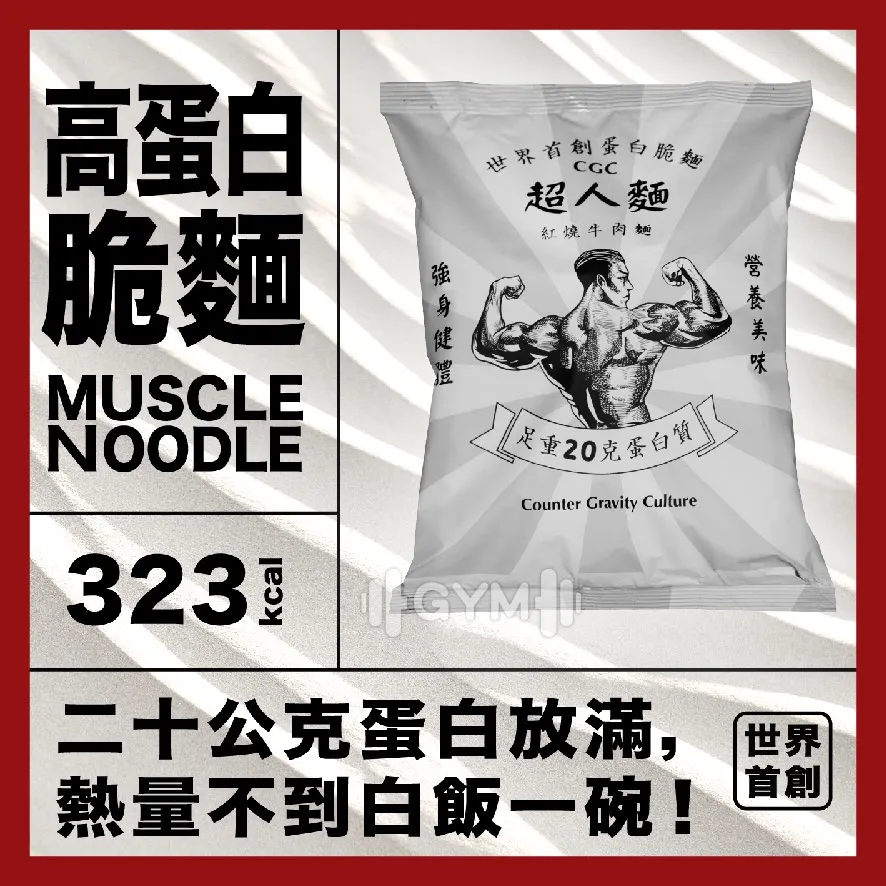 高蛋白
脆麵
MUSCLE
NOODLE
323 kcal
世界首創蛋白脆麵
CGC
超人麵
紅燒牛肉麵
強身健體
營養美味
足重20克蛋白質
Counter Gravity Culture
GYM
二十公克蛋白放滿,
熱量不到白飯一碗!
世界
首創